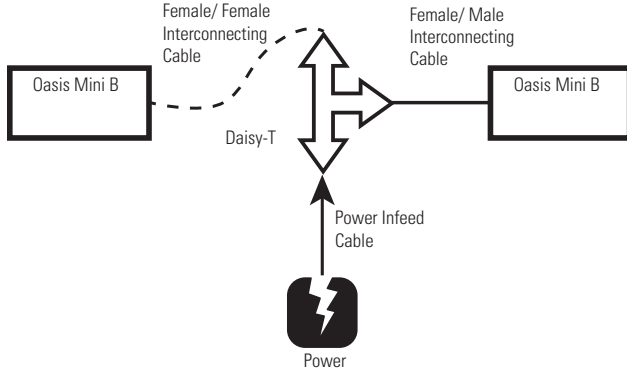 Female/ Female
Interconnecting
Cable
Female/ Male
Interconnecting
Cable
Oasis Mini B
Oasis Mini B
Daisy-T
Power Infeed
Cable
Power